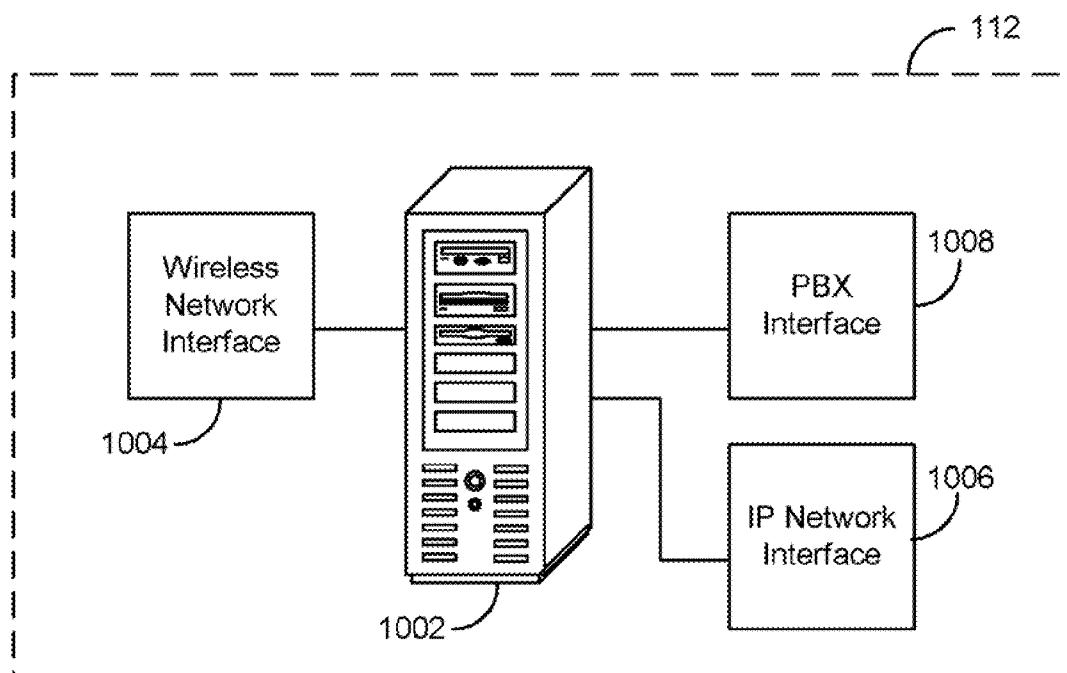 112
Wireless
Network
Interface
1004
1002
PBX
Interface
1008
IP Network
Interface
1006